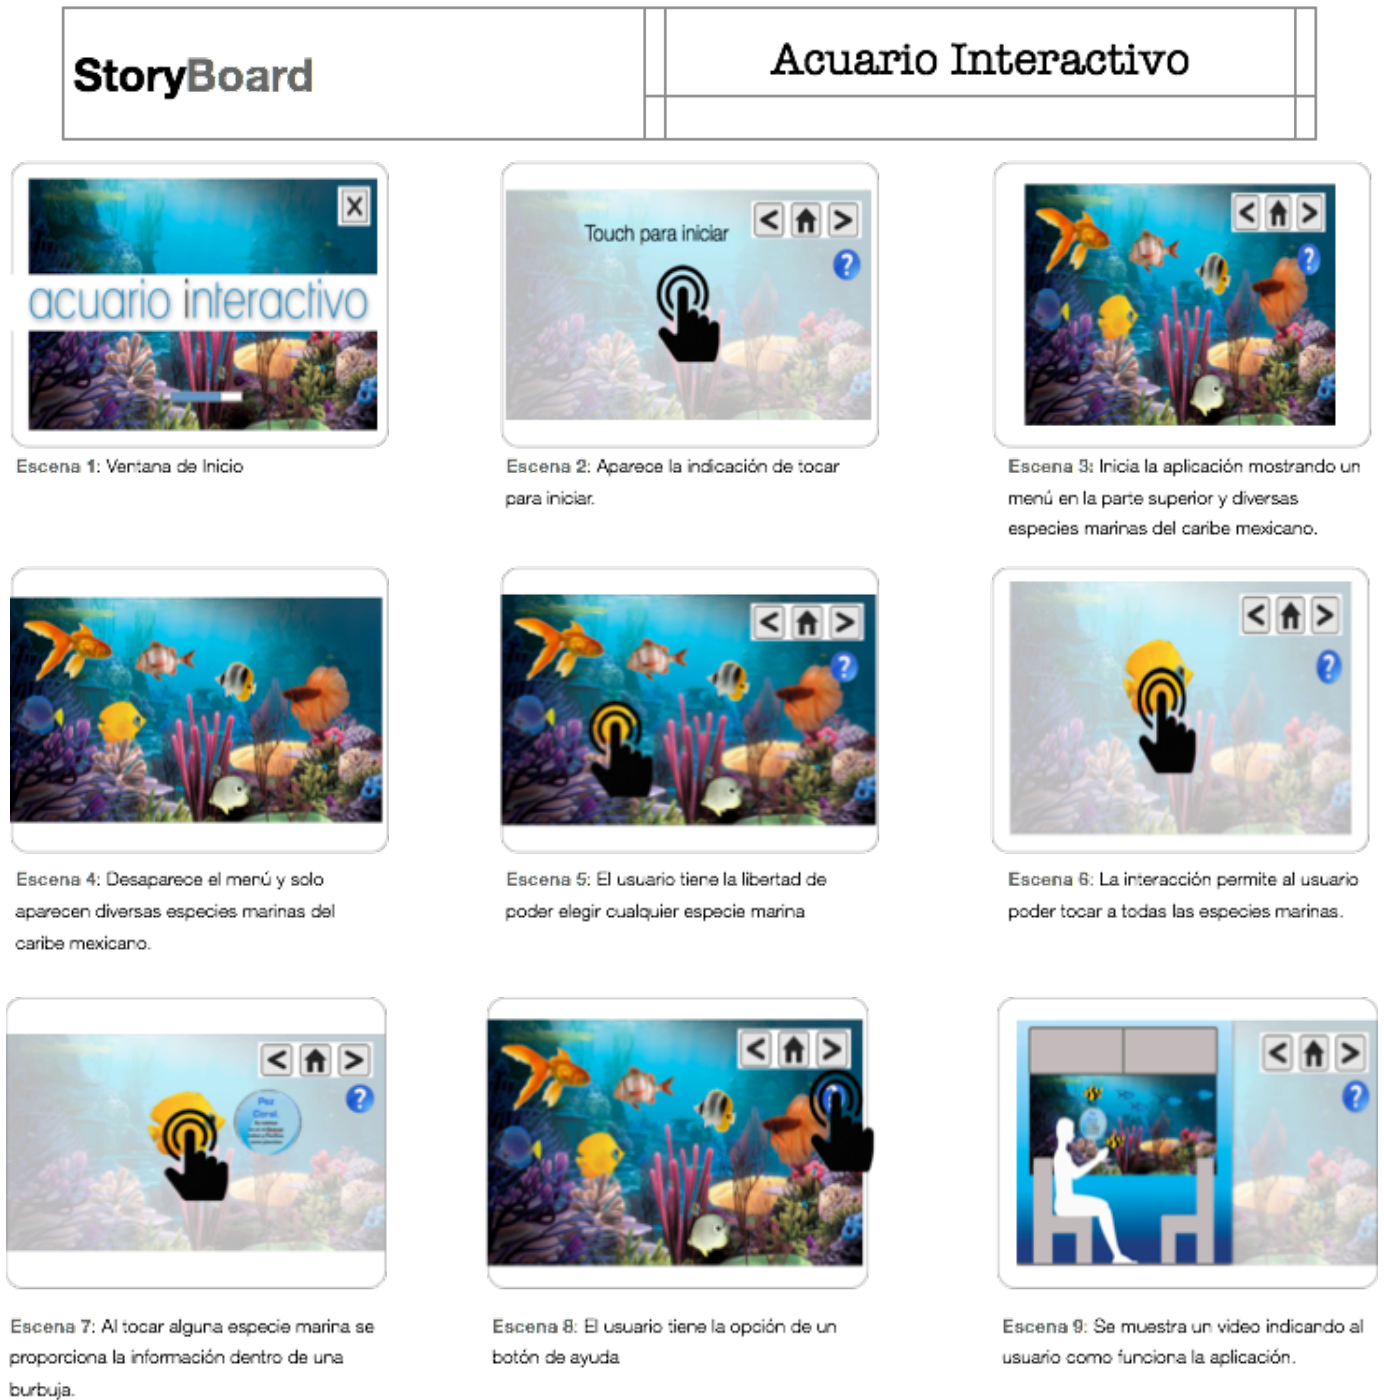 StoryBoard
Acuario Interactivo
acuario interactivo
Escena 1: Ventana de Inicio
Touch para iniciar
?
Escena 2: Aparece la indicación de tocar
para iniciar.
?
Escena 3: Inicia la aplicación mostrando un
menú en la parte superior y diversas
especies marinas del caribe mexicano.
Escena 4: Desaparece el menú y solo
aparecen diversas especies marinas del
caribe mexicano.
?
Escena 5: El usuario tiene la libertad de
poder elegir cualquier especie marina
?
Escena 6: La interacción permite al usuario
poder tocar a todas las especies marinas.
Pez
Coral.
?
Escena 7: Al tocar alguna especie marina se
proporciona la información dentro de una
burbuja.
Escena 8: El usuario tiene la opción de un
botón de ayuda
?
Escena 9: Se muestra un video indicando al
usuario como funciona la aplicación.